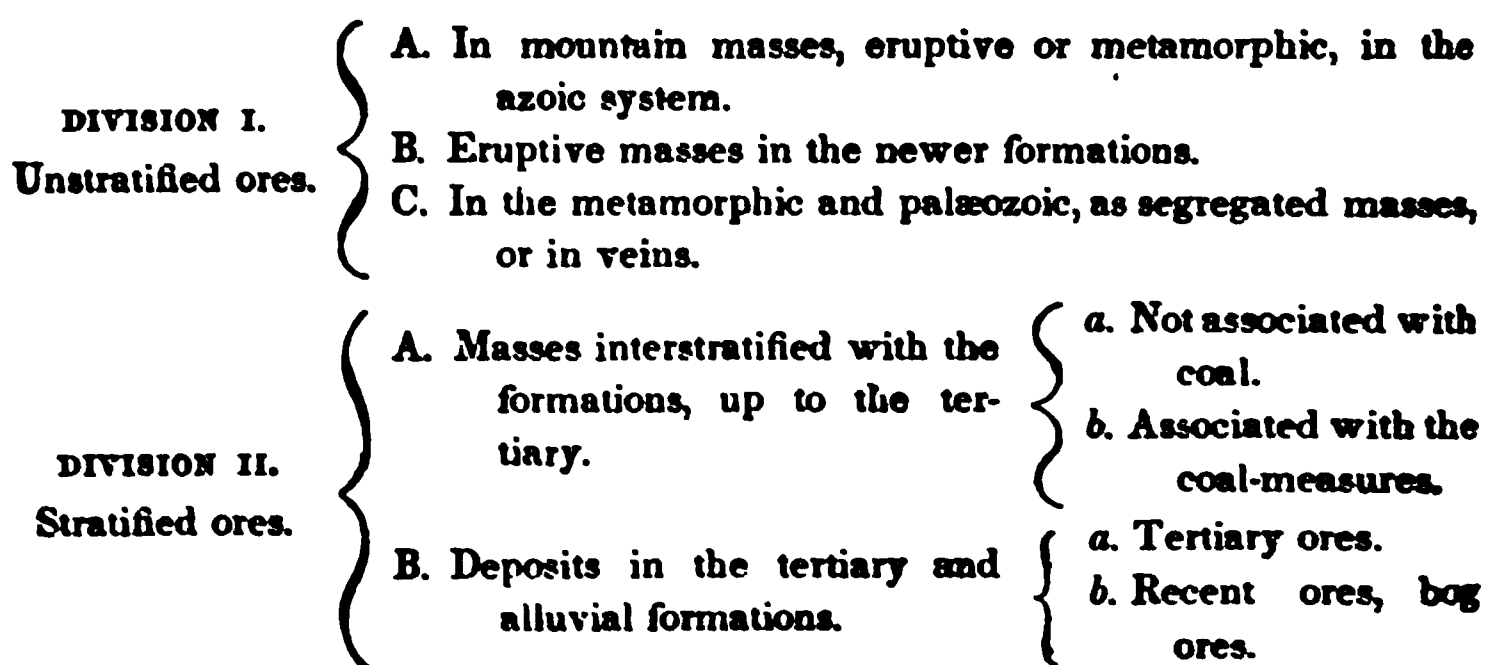 DIVISION I.
Unstratified ores.
A. In mountain masses, eruptive or metamorphic, in the
azoic system.
B. Eruptive masses in the newer formations.
C. In the metamorphic and palæozoic, as segregated masses,
or in veins.
DIVISION II.
Stratified ores.
A. Masses interstratified with the
formations, up to the ter-
tiary.
a. Not associated with
coal.
b. Associated with the
coal-measures.
B. Deposits in the tertiary and
alluvial formations.
a. Tertiary ores.
b. Recent ores, bog
ores.